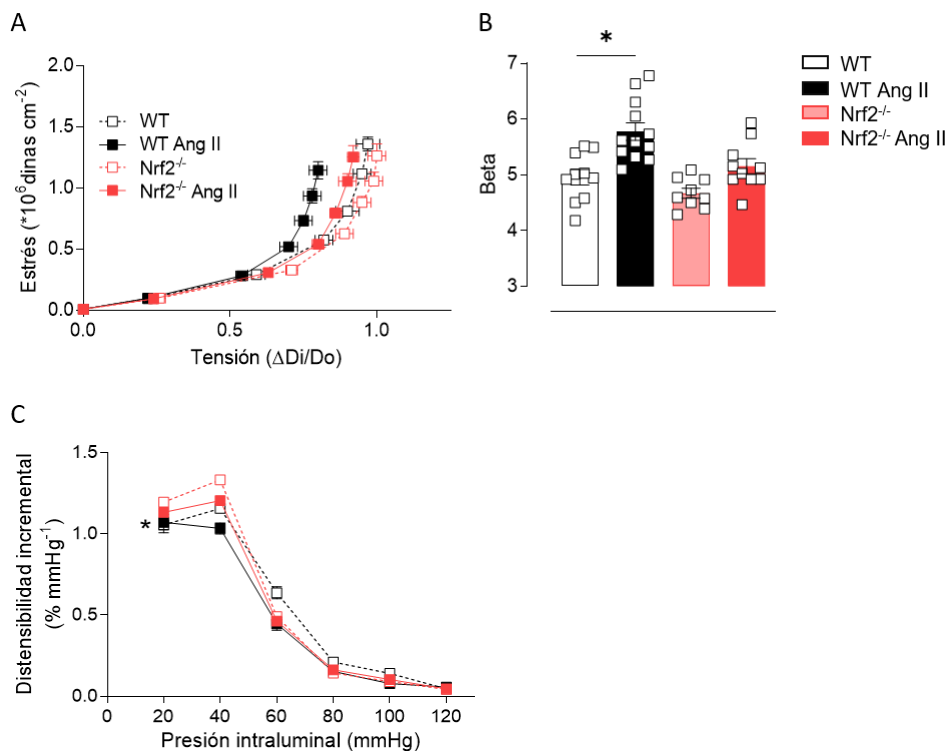 A
Estrés (*10⁶ dinas cm⁻²)
2.0
1.5
1.0
0.5
0.0
WT
WT Ang II
Nrf2⁻/⁻
Nrf2⁻/⁻ Ang II
0.0 0.5 1.0
Tensión (ΔDi/Do)
B
Beta
7
6
5
4
3
*
WT
WT Ang II
Nrf2⁻/⁻
Nrf2⁻/⁻ Ang II
C
Distensibilidad incremental
(% mmHg⁻¹)
1.5
1.0
0.5
0.0
*
0 20 40 60 80 100 120
Presión intraluminal (mmHg)